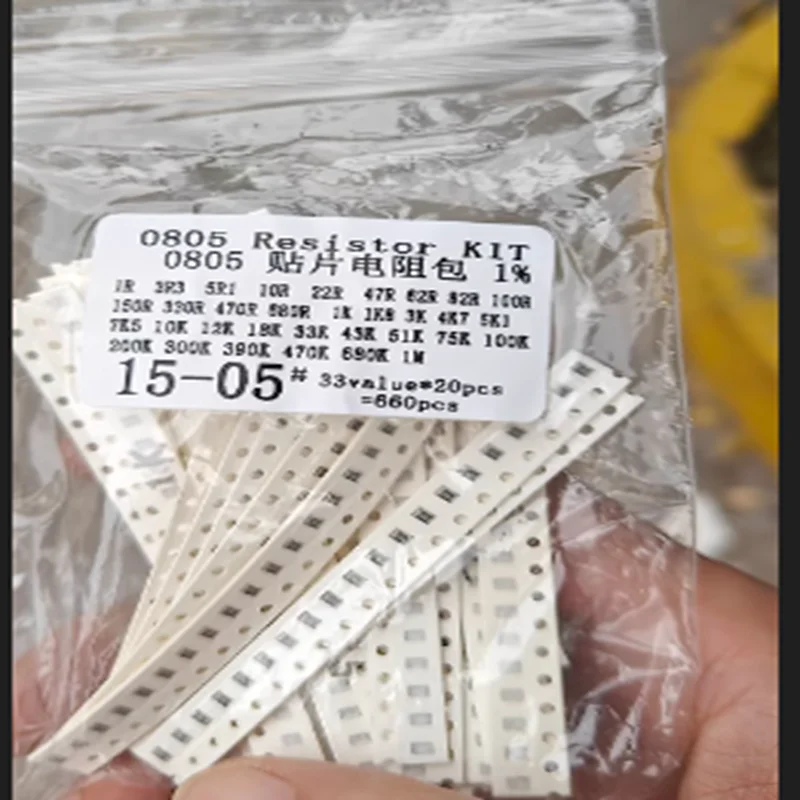 0805 Resistor KIT
0805 贴片电阻包 1%
1R 3R3 5R1 10R 22R 47R 62R 82R 100R
150R 330R 470R 680R 1K 1K8 3K 4K7 5K1
7K5 10K 12K 18K 33K 43K 51K 75K 100K
200K 300K 390K 470K 680K 1M
15-05# 33value*20pcs
=660pcs
1K